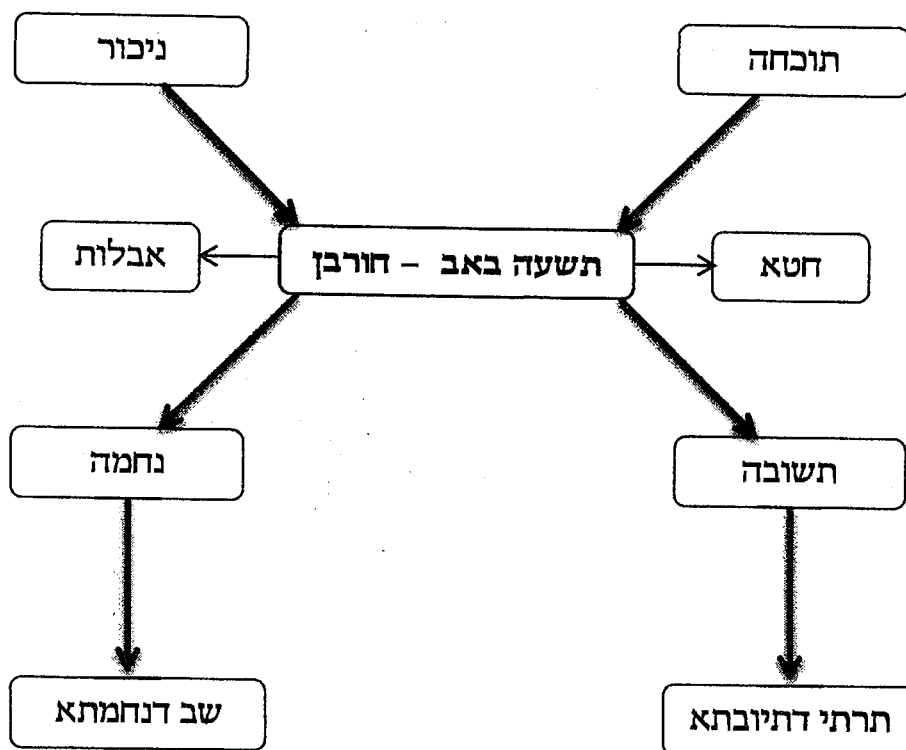 תוכחה
ניכור
חטא
תשעה באב – חורבן
אבלות
תשובה
נחמה
תרתי דתיובתא
שב דנחמתא